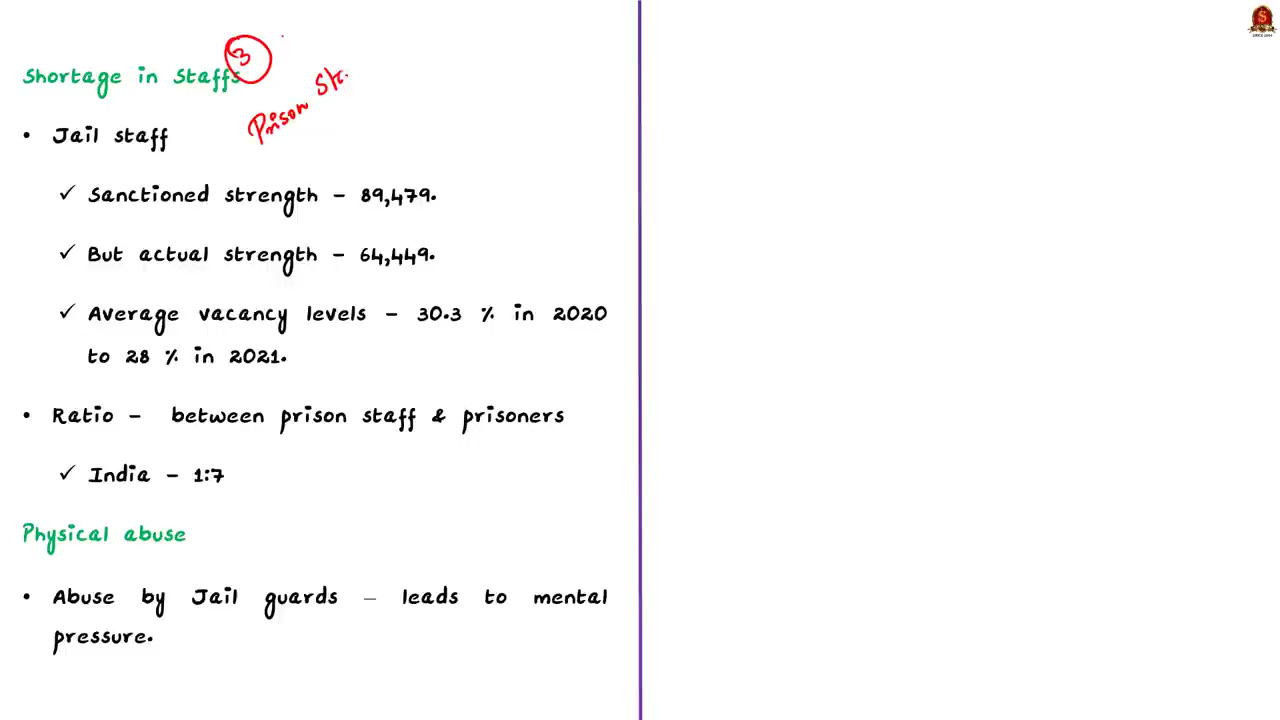 3
Shortage in Staffs
Prison
• Jail staff
✓ Sanctioned strength - 89,479.
✓ But actual strength - 64,449.
✓ Average vacancy levels - 30.3 % in 2020
to 28 % in 2021.
• Ratio - between prison staff & prisoners
✓ India - 1:7
Physical abuse
• Abuse by Jail guards – leads to mental
pressure.